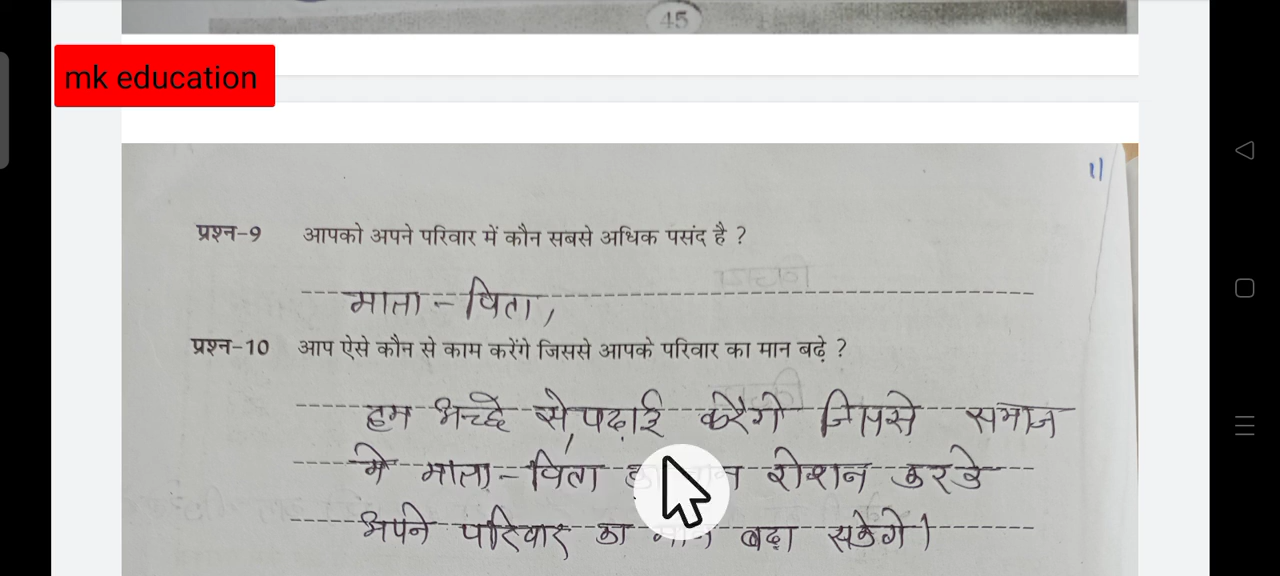 45
mk education
11
प्रश्न-9 आपको अपने परिवार में कौन सबसे अधिक पसंद है ?
माता - पिता,
प्रश्न-10 आप ऐसे कौन से काम करेंगे जिससे आपके परिवार का मान बढ़े ?
हम अच्छे से, पढ़ाई करेगें जिससे समाज
मे माता - पिता रोशन करके
अपने परिवार का बढ़ा सकेगे।